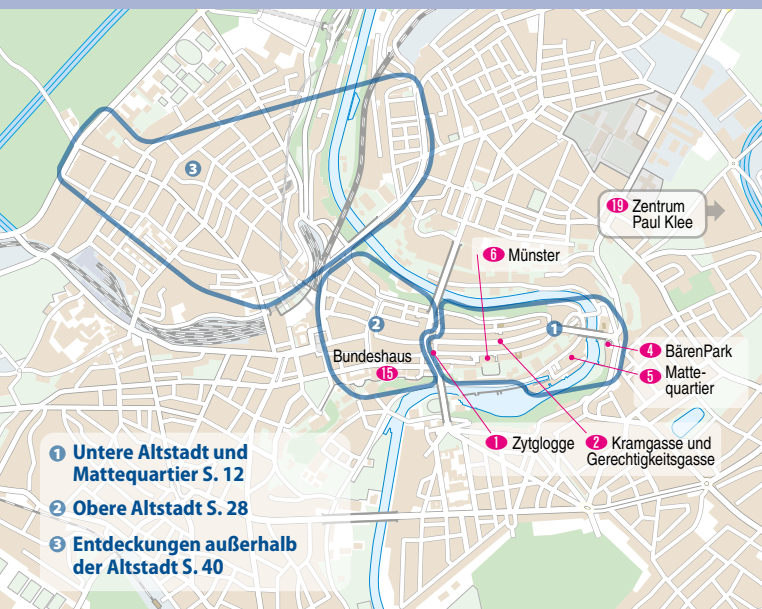 3
19 Zentrum
Paul Klee
6 Münster
2
1
Bundeshaus
15
4 BärenPark
5 Matte-
quartier
1 Zytglogge
2 Kramgasse und
Gerechtigkeitsgasse
1 Untere Altstadt und
Mattequartier S. 12
2 Obere Altstadt S. 28
3 Entdeckungen außerhalb
der Altstadt S. 40